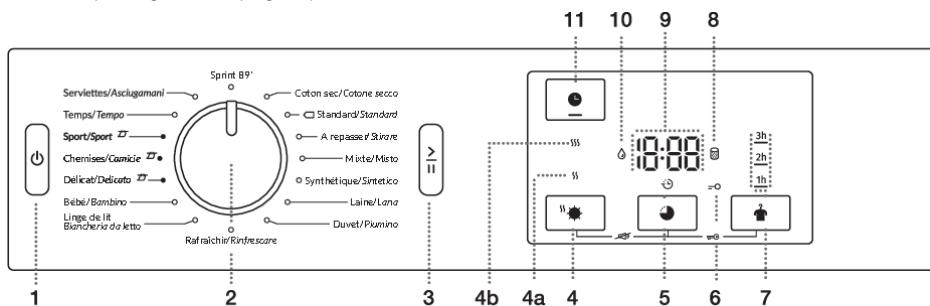 11 10 9 8
Sprint 89'
Serviettes/Asciugamani
Coton sec/Cotone secco
Temps/Tempo
Standard/Standard
Sport/Sport
A repasser/Stirare
Chemises/Camicie
Mixte/Misto
Délicat/Delicato
Synthétique/Sintetico
Bébé/Bambino
Laine/Lana
Linge de lit
Biancheria da letto
Duvet/Piumino
Rafraîchir/Rinfrescare
18:88
3h
2h
1h
1 2 3 4b 4a 4 5 6 7